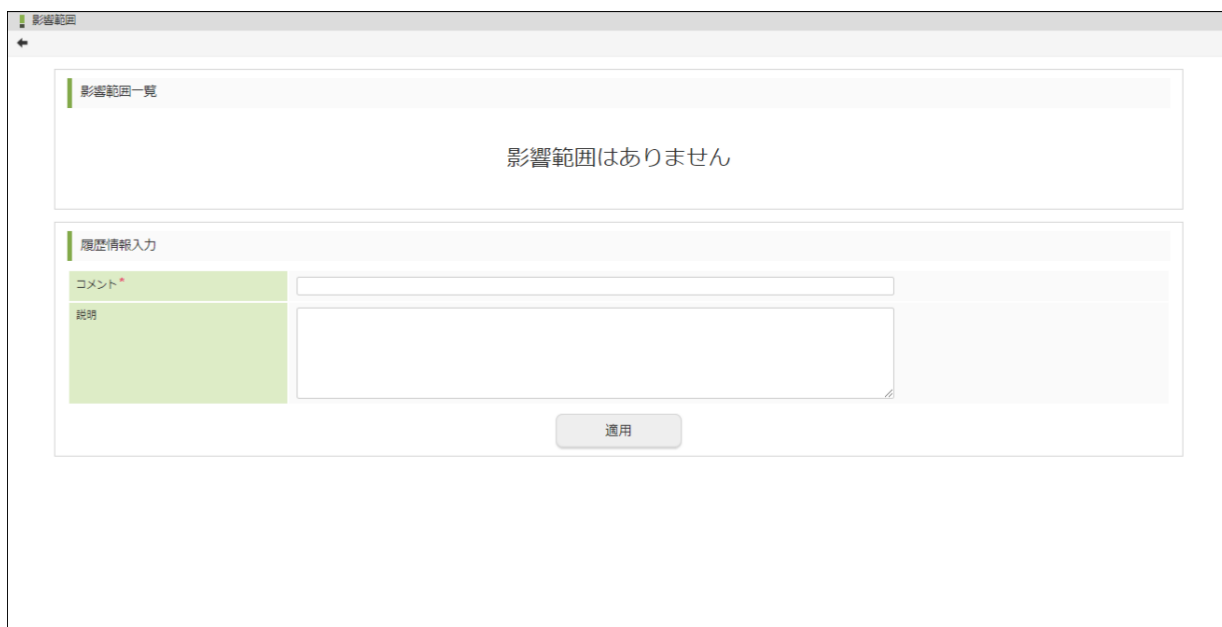 影響範囲
影響範囲一覧
影響範囲はありません
履歴情報入力
コメント*
説明
適用